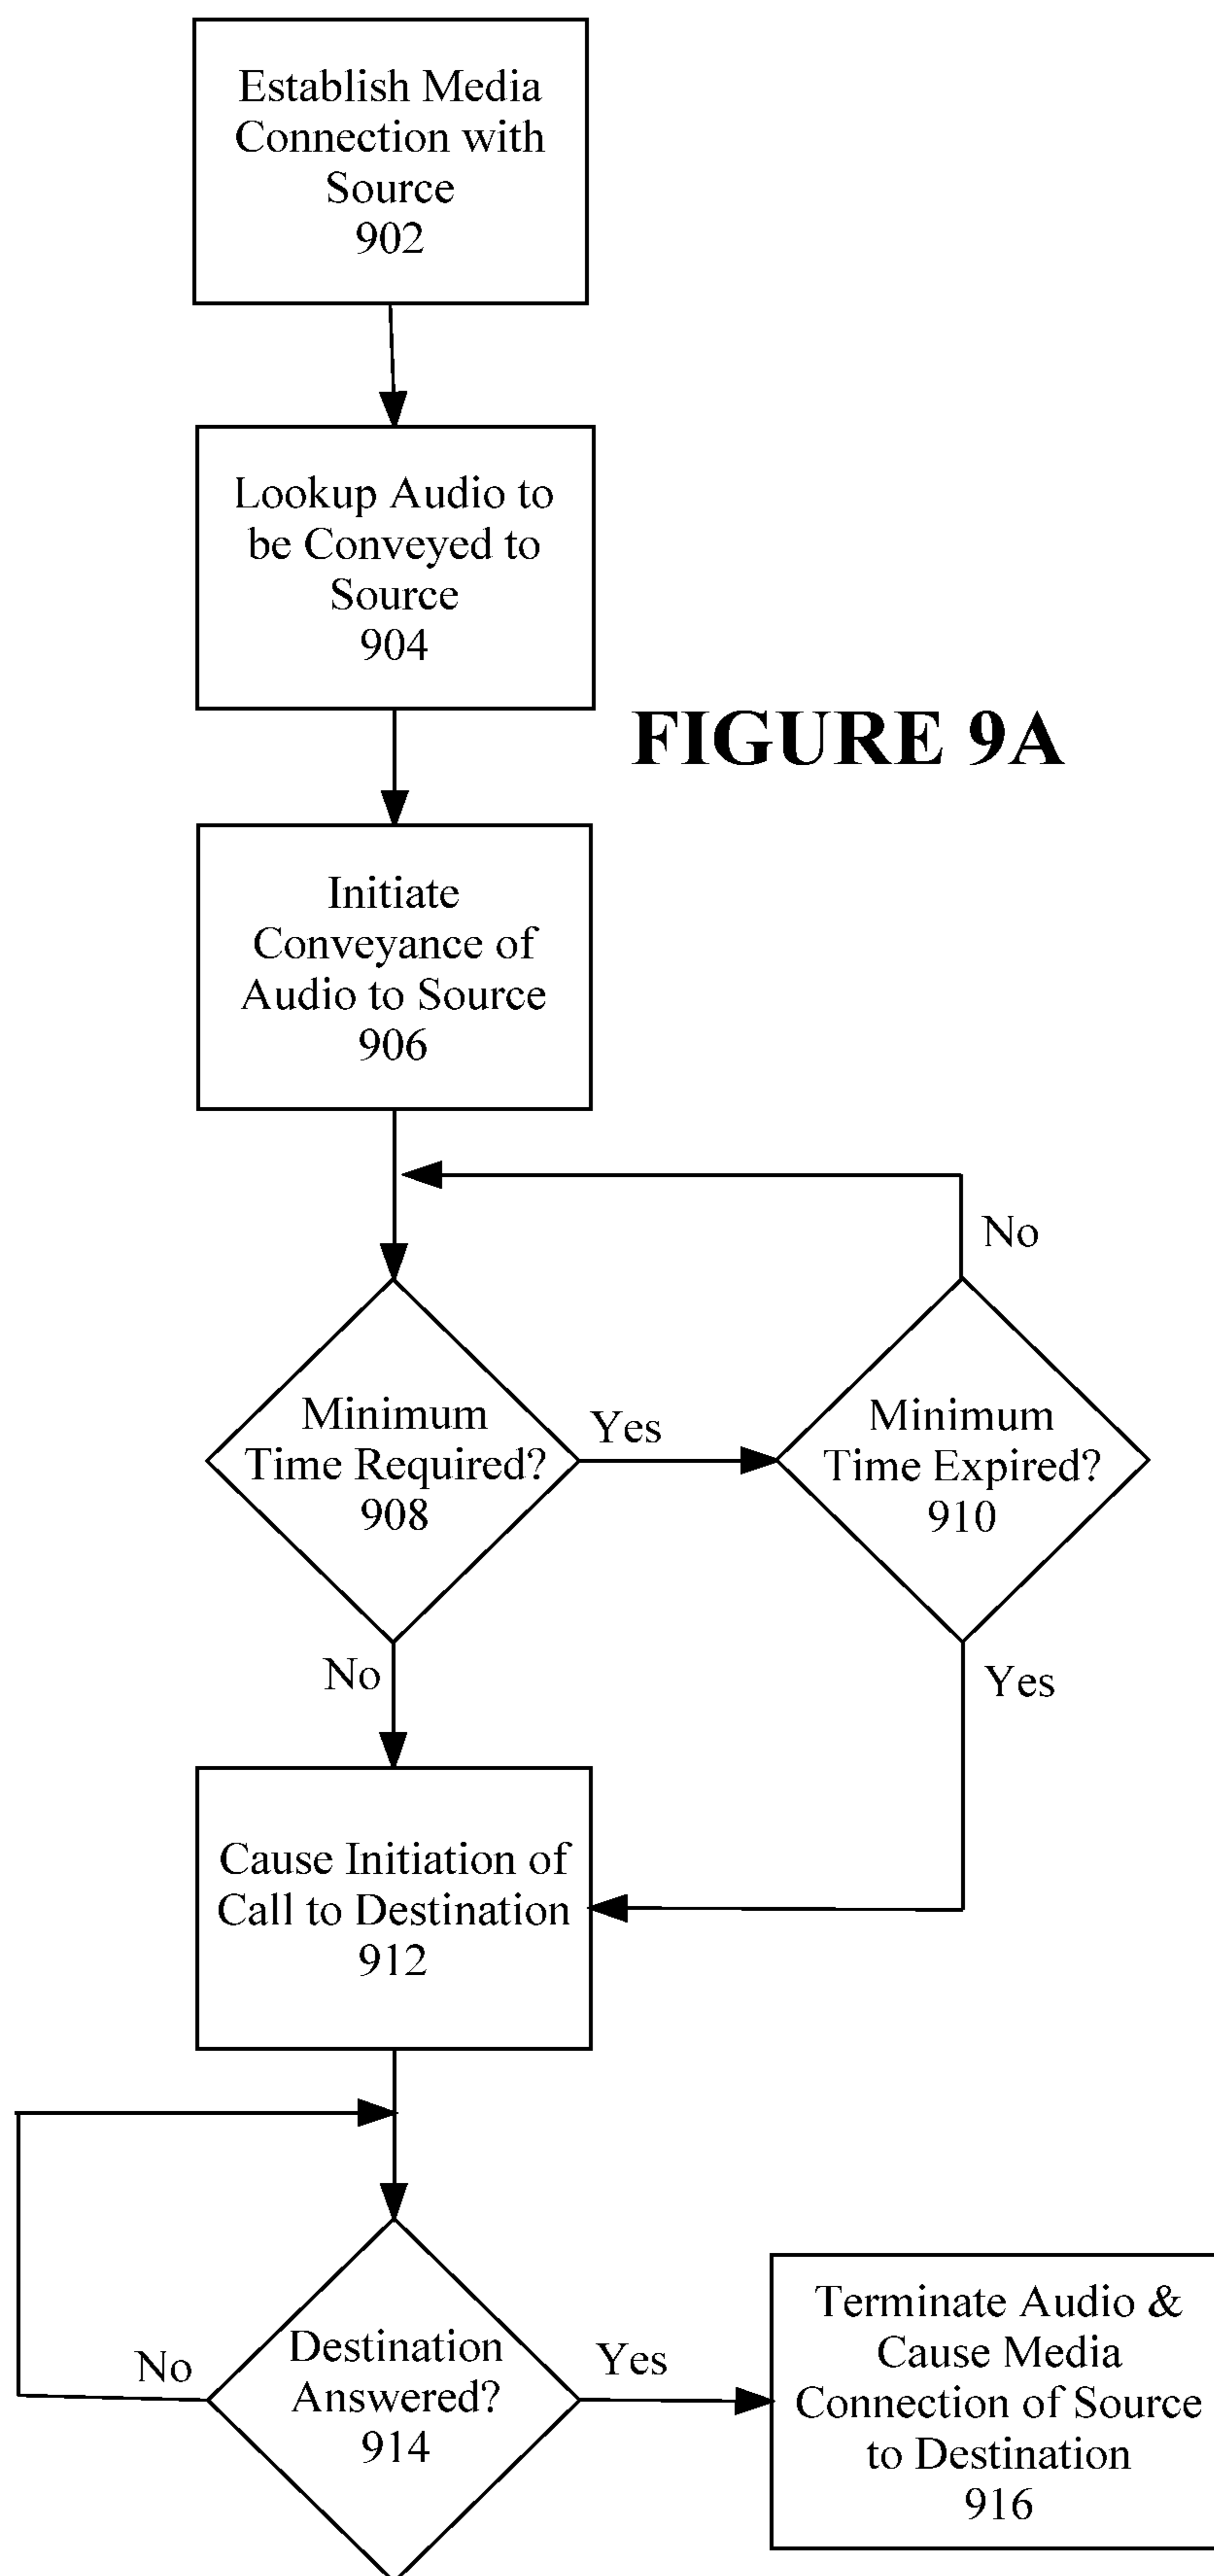 Establish Media
Connection with
Source
902
Lookup Audio to
be Conveyed to
Source
904
FIGURE 9A
Initiate
Conveyance of
Audio to Source
906
No
Minimum
Time Required?
908
Yes
Minimum
Time Expired?
910
No
Yes
Cause Initiation of
Call to Destination
912
Destination
Answered?
914
No
Yes
Terminate Audio &
Cause Media
Connection of Source
to Destination
916